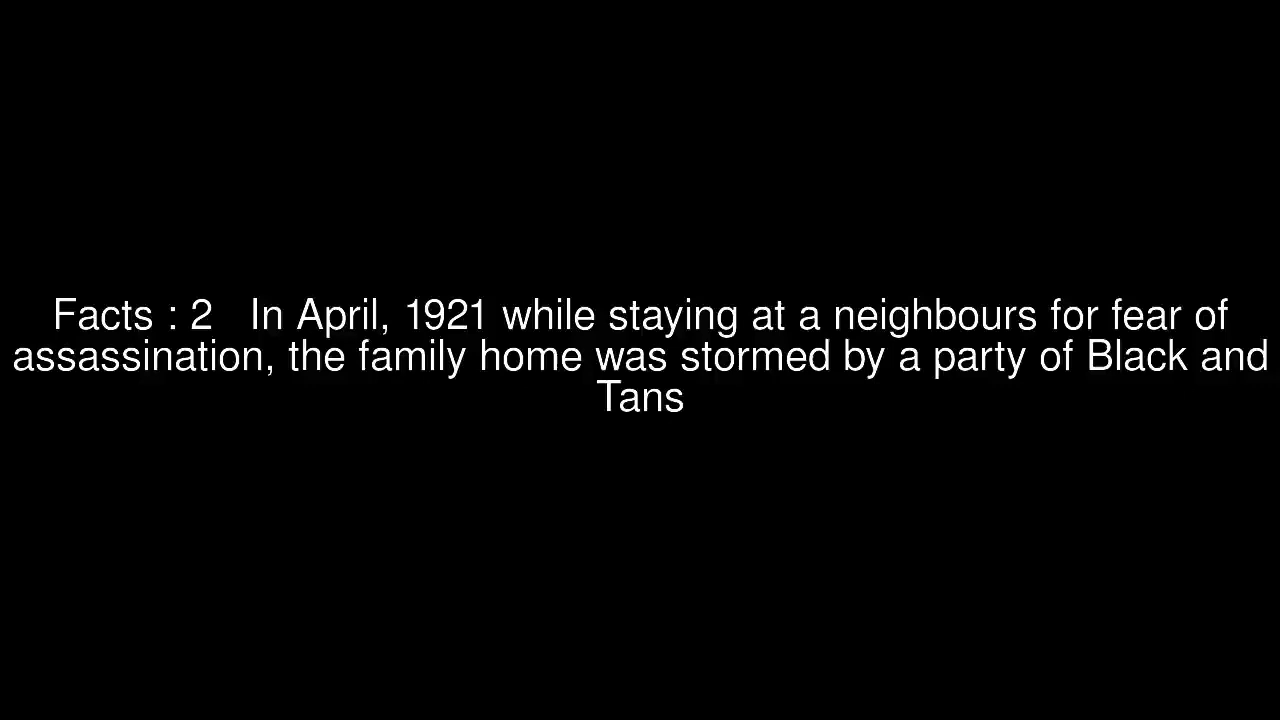 Facts : 2   In April, 1921 while staying at a neighbours for fear of
assassination, the family home was stormed by a party of Black and
Tans